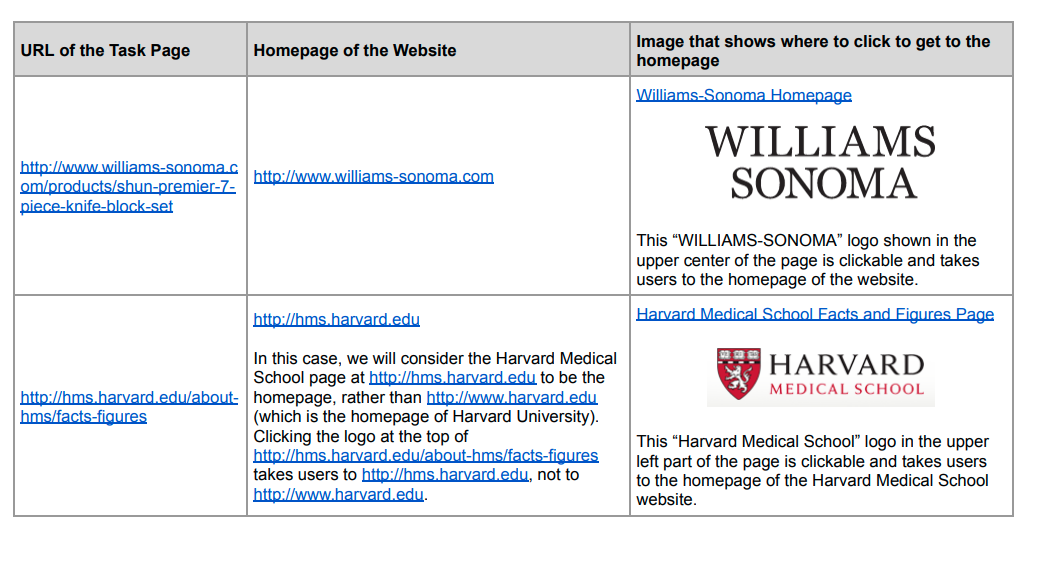 URL of the Task Page
Homepage of the Website
Image that shows where to click to get to the
homepage
http://www.williams-sonoma.c
om/products/shun-premier-7-
piece-knife-block-set
http://www.williams-sonoma.com
Williams-Sonoma Homepage
WILLIAMS
SONOMA
This “WILLIAMS-SONOMA” logo shown in the
upper center of the page is clickable and takes
users to the homepage of the website.
http://hms.harvard.edu/about-
hms/facts-figures
http://hms.harvard.edu
In this case, we will consider the Harvard Medical
School page at http://hms.harvard.edu to be the
homepage, rather than http://www.harvard.edu
(which is the homepage of Harvard University).
Clicking the logo at the top of
http://hms.harvard.edu/about-hms/facts-figures
takes users to http://hms.harvard.edu, not to
http://www.harvard.edu.
Harvard Medical School Facts and Figures Page
HARVARD
MEDICAL SCHOOL
This “Harvard Medical School” logo in the upper
left part of the page is clickable and takes users
to the homepage of the Harvard Medical School
website.